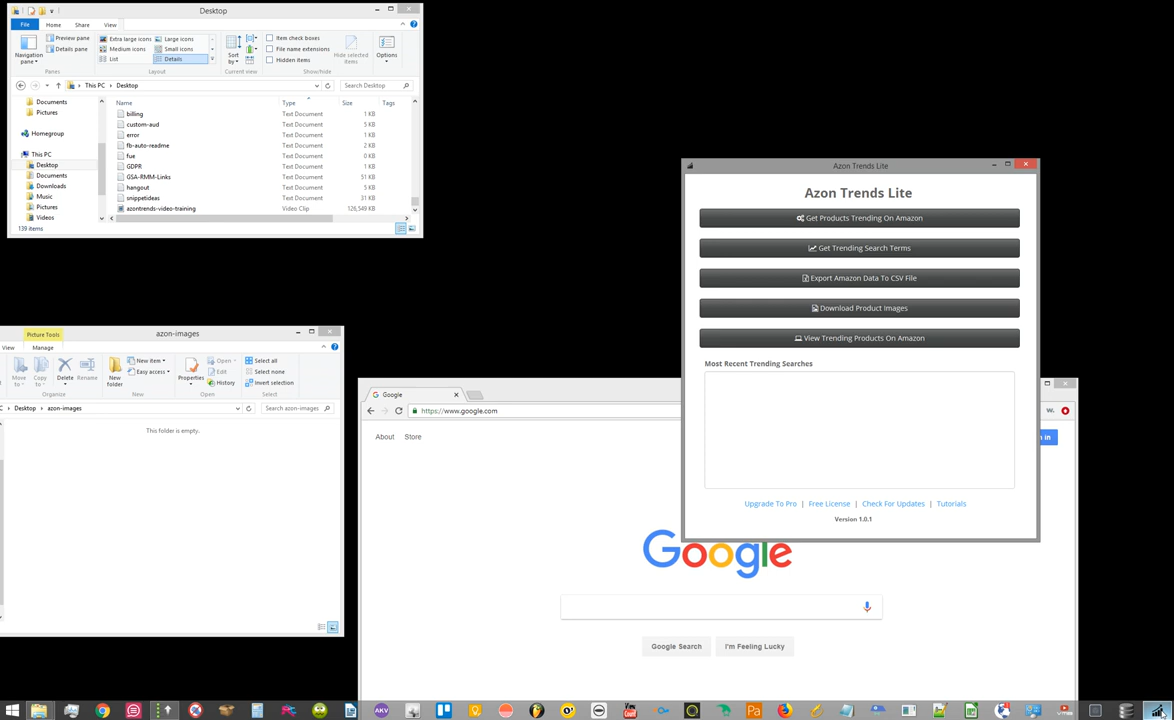 Desktop
File Home Share View
Navigation pane
Preview pane
Details pane
Panes
Extra large icons Large icons
Medium icons Small icons
List Details
Layout
Sort by
Current view
Item check boxes
File name extensions
Hidden items
Hide selected items
Show/hide
Options
This PC Desktop
Search Desktop
Documents
Pictures
Homegroup
This PC
Desktop
Documents
Downloads
Music
Pictures
Videos
Name Type Size Tags
billing Text Document 1 KB
custom-aud Text Document 5 KB
error Text Document 1 KB
fb-auto-readme Text Document 2 KB
fue Text Document 0 KB
GDPR Text Document 1 KB
GSA-RMM-Links Text Document 51 KB
hangout Text Document 5 KB
snippetideas Text Document 31 KB
azontrends-video-training Video Clip 126,549 KB
139 items
Azon Trends Lite
Azon Trends Lite
Get Products Trending On Amazon
Get Trending Search Terms
Export Amazon Data To CSV File
Download Product Images
View Trending Products On Amazon
Most Recent Trending Searches
Upgrade To Pro | Free License | Check For Updates | Tutorials
Version 1.0.1
Picture Tools
azon-images
View Manage
Move to
Copy to
Delete
Rename
Organize
New folder
New item
Easy access
New
Properties
Open
Edit
History
Open
Select all
Select none
Invert selection
Select
Desktop azon-images
Search azon-images
This folder is empty.
Google
https://www.google.com
About Store
in
Google
Google Search
I'm Feeling Lucky
AKV
Pa